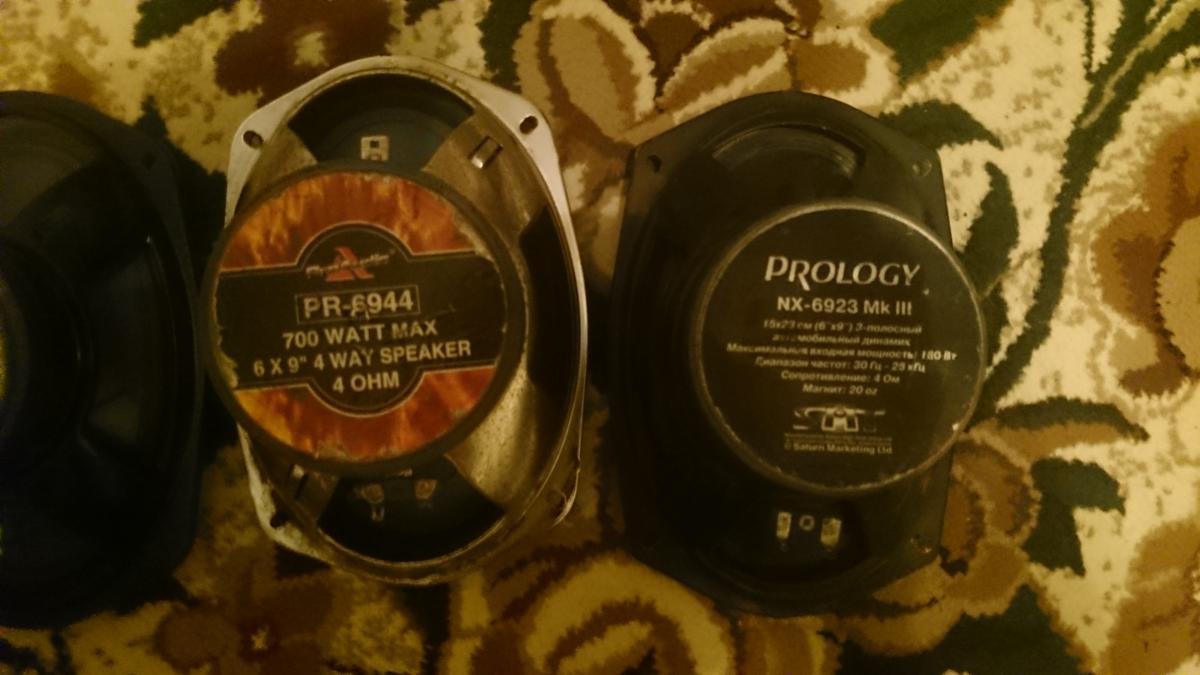 PR-6944
700 WATT MAX
6 X 9" 4 WAY SPEAKER
4 OHM
PROLOGY
NX-6923 Mk III
15x23 см (6"x9") 3-полосный
автомобильный динамик
Максимальная входная мощность: 180 Вт
Диапазон частот: 30 Гц - 25 кГц
Сопротивление: 4 Ом
Магнит: 20 oz
© Saturn Marketing Ltd